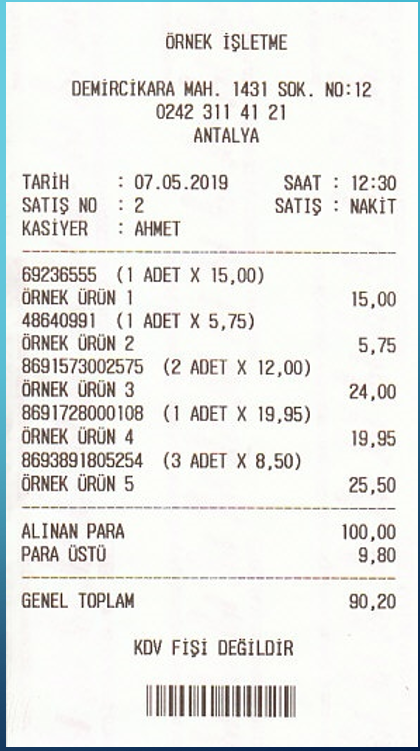 ÖRNEK İŞLETME
DEMİRCİKARA MAH. 1431 SOK. NO:12
0242 311 41 21
ANTALYA
TARİH : 07.05.2019 SAAT : 12:30
SATIŞ NO : 2 SATIŞ : NAKİT
KASİYER : AHMET
69236555 (1 ADET X 15,00)
ÖRNEK ÜRÜN 1 15,00
48640991 (1 ADET X 5,75)
ÖRNEK ÜRÜN 2 5,75
8691573002575 (2 ADET X 12,00)
ÖRNEK ÜRÜN 3 24,00
8691728000108 (1 ADET X 19,95)
ÖRNEK ÜRÜN 4 19,95
8693891805254 (3 ADET X 8,50)
ÖRNEK ÜRÜN 5 25,50
ALINAN PARA 100,00
PARA ÜSTÜ 9,80
GENEL TOPLAM 90,20
KDV FİŞİ DEĞİLDİR